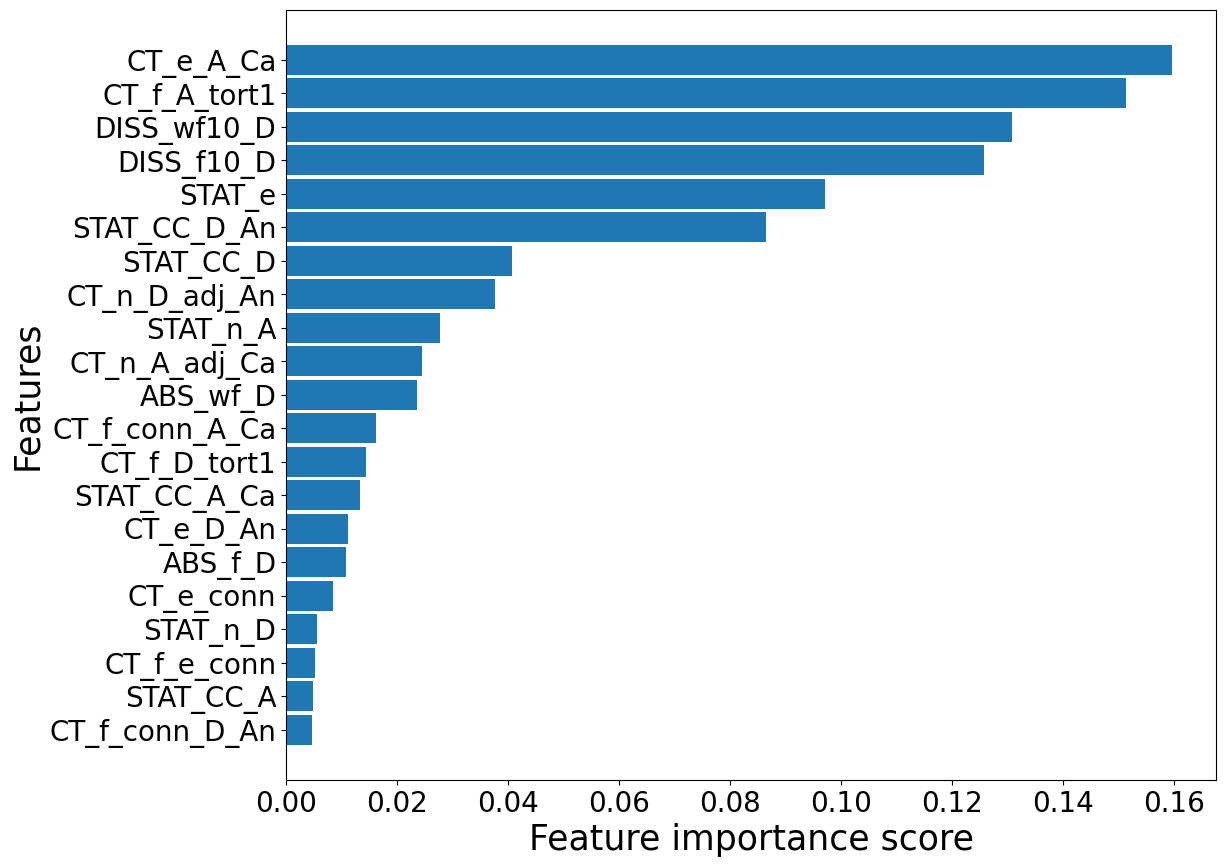 CT_e_A_Ca
CT_f_A_tort1
DISS_wf10_D
DISS_f10_D
STAT_e
STAT_CC_D_An
STAT_CC_D
CT_n_D_adj_An
STAT_n_A
CT_n_A_adj_Ca
ABS_wf_D
CT_f_conn_A_Ca
CT_f_D_tort1
STAT_CC_A_Ca
CT_e_D_An
ABS_f_D
CT_e_conn
STAT_n_D
CT_f_e_conn
STAT_CC_A
CT_f_conn_D_An
Features
0.00 0.02 0.04 0.06 0.08 0.10 0.12 0.14 0.16
Feature importance score